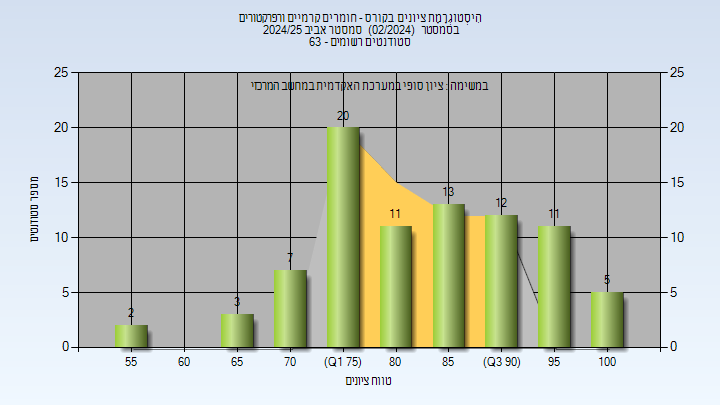 היסטוגרמת ציונים בקורס - חומרים קרמיים ורפרקטורים
בסמסטר (02/2024) סמסטר אביב 2024/25
סטודנטים רשומים - 63
במשימה : ציון סופי במערכת האקדמית במחשב המרכזי
25 25
20 20
15 15
10 10
5 5
0 0
2 3 7 20 11 13 12 11 5
מספר סטודנטים
55 60 65 70 (Q1 75) 80 85 (Q3 90) 95 100
טווח ציונים